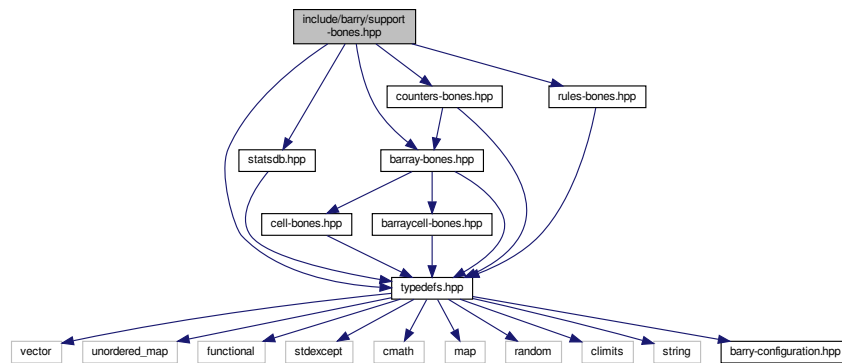 include/barry/support
-bones.hpp
counters-bones.hpp
rules-bones.hpp
statsdb.hpp
barray-bones.hpp
cell-bones.hpp
barraycell-bones.hpp
typedefs.hpp
vector
unordered_map
functional
stdexcept
cmath
map
random
climits
string
barry-configuration.hpp